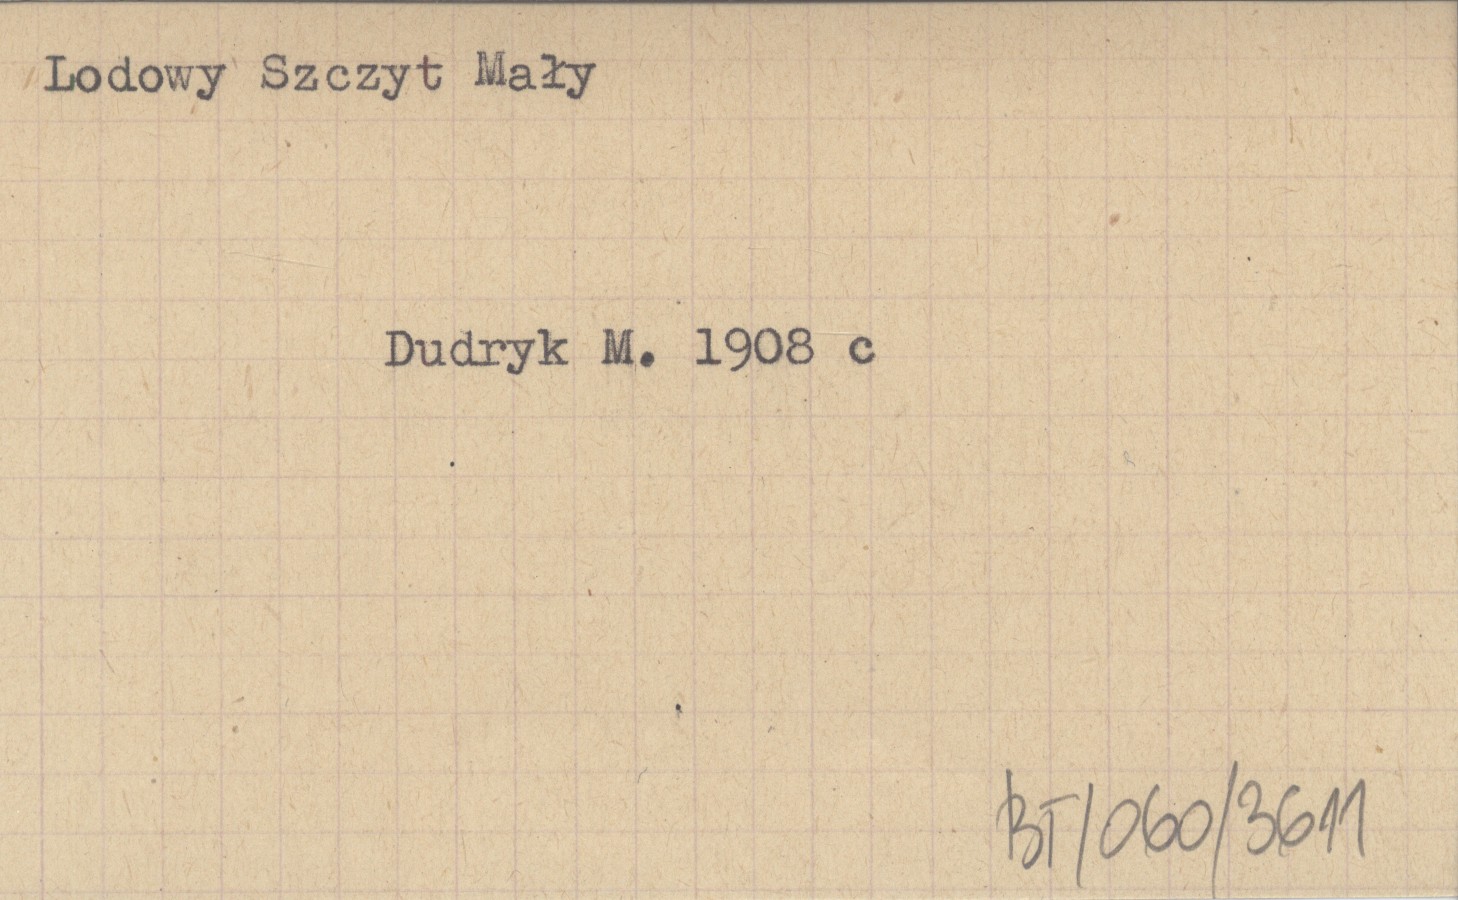 Lodowy Szczyt Mały
Dudryk M. 1908 c
BT/060/3611